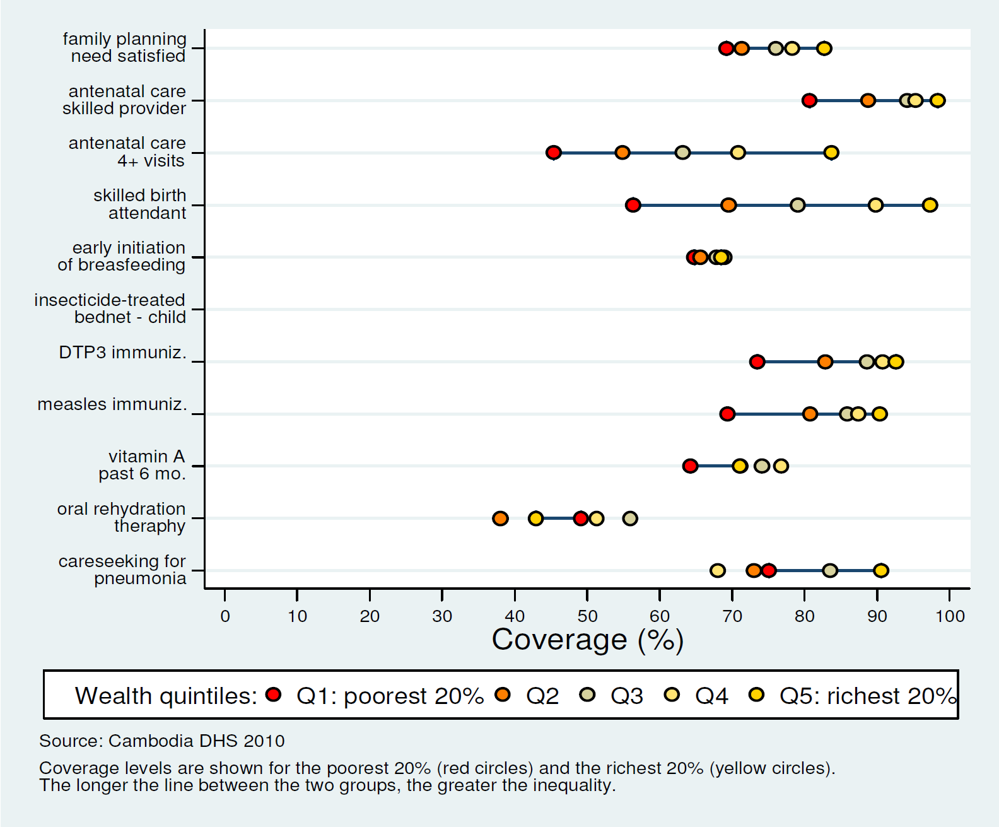 family planning
need satisfied
antenatal care
skilled provider
antenatal care
4+ visits
skilled birth
attendant
early initiation
of breasfeeding
insecticide-treated
bednet - child
DTP3 immuniz.
measles immuniz.
vitamin A
past 6 mo.
oral rehydration
theraphy
careseeking for
pneumonia
0 10 20 30 40 50 60 70 80 90 100
Coverage (%)
Wealth quintiles: Q1: poorest 20% Q2 Q3 Q4 Q5: richest 20%
Source: Cambodia DHS 2010
Coverage levels are shown for the poorest 20% (red circles) and the richest 20% (yellow circles).
The longer the line between the two groups, the greater the inequality.